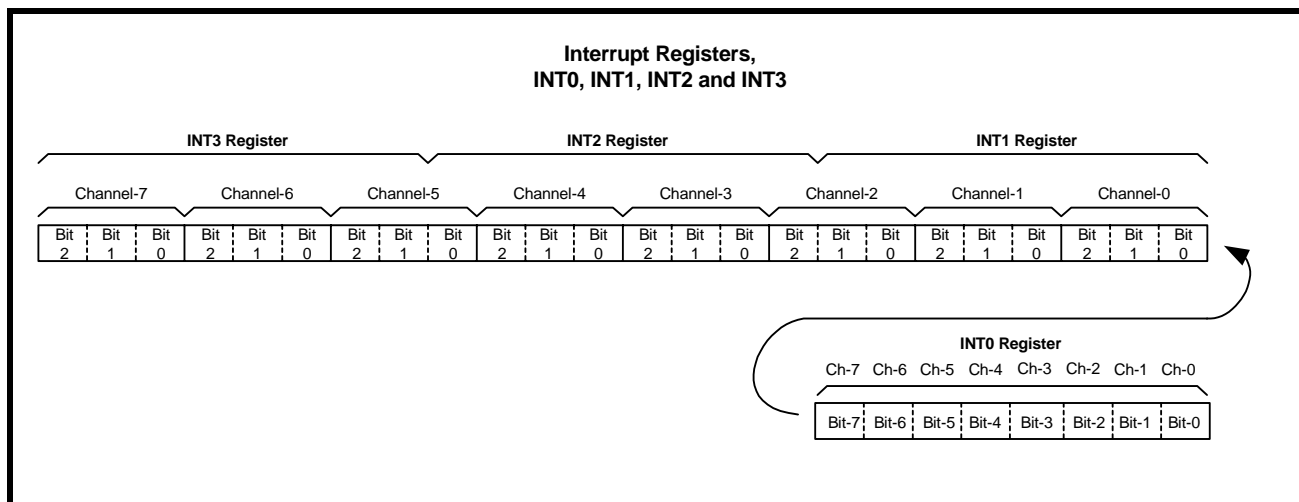 Interrupt Registers,
INT0, INT1, INT2 and INT3
INT3 Register INT2 Register INT1 Register
Channel-7 Channel-6 Channel-5 Channel-4 Channel-3 Channel-2 Channel-1 Channel-0
Bit Bit Bit Bit Bit Bit Bit Bit Bit Bit Bit Bit Bit Bit Bit Bit Bit Bit Bit Bit Bit Bit Bit Bit
2 1 0 2 1 0 2 1 0 2 1 0 2 1 0 2 1 0 2 1 0 2 1 0
INT0 Register
Ch-7 Ch-6 Ch-5 Ch-4 Ch-3 Ch-2 Ch-1 Ch-0
Bit-7 Bit-6 Bit-5 Bit-4 Bit-3 Bit-2 Bit-1 Bit-0